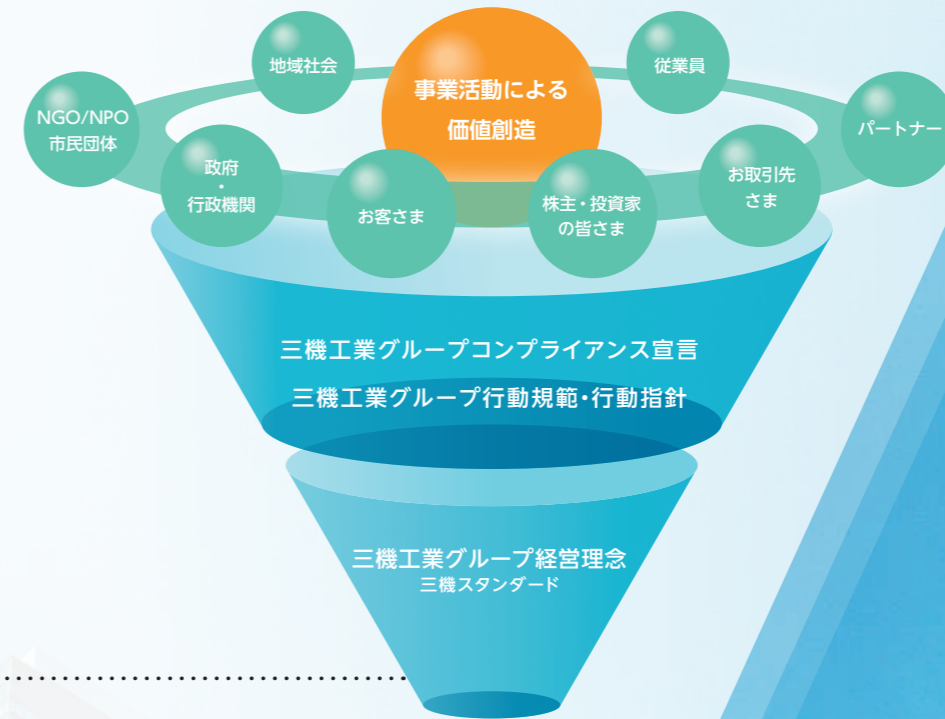 地域社会
事業活動による
価値創造
従業員
NGO/NPO
市民団体
パートナー
政府
・
行政機関
お客さま
株主・投資家
の皆さま
お取引先
さま
三機工業グループコンプライアンス宣言
三機工業グループ行動規範・行動指針
三機工業グループ経営理念
三機スタンダード